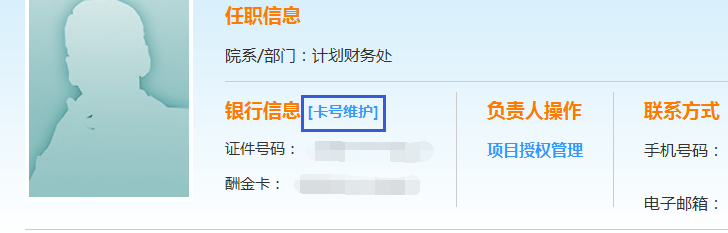 任职信息
院系/部门：计划财务处
银行信息[卡号维护]
证件号码：
酬金卡：
负责人操作
项目授权管理
联系方式
手机号码：
电子邮箱：